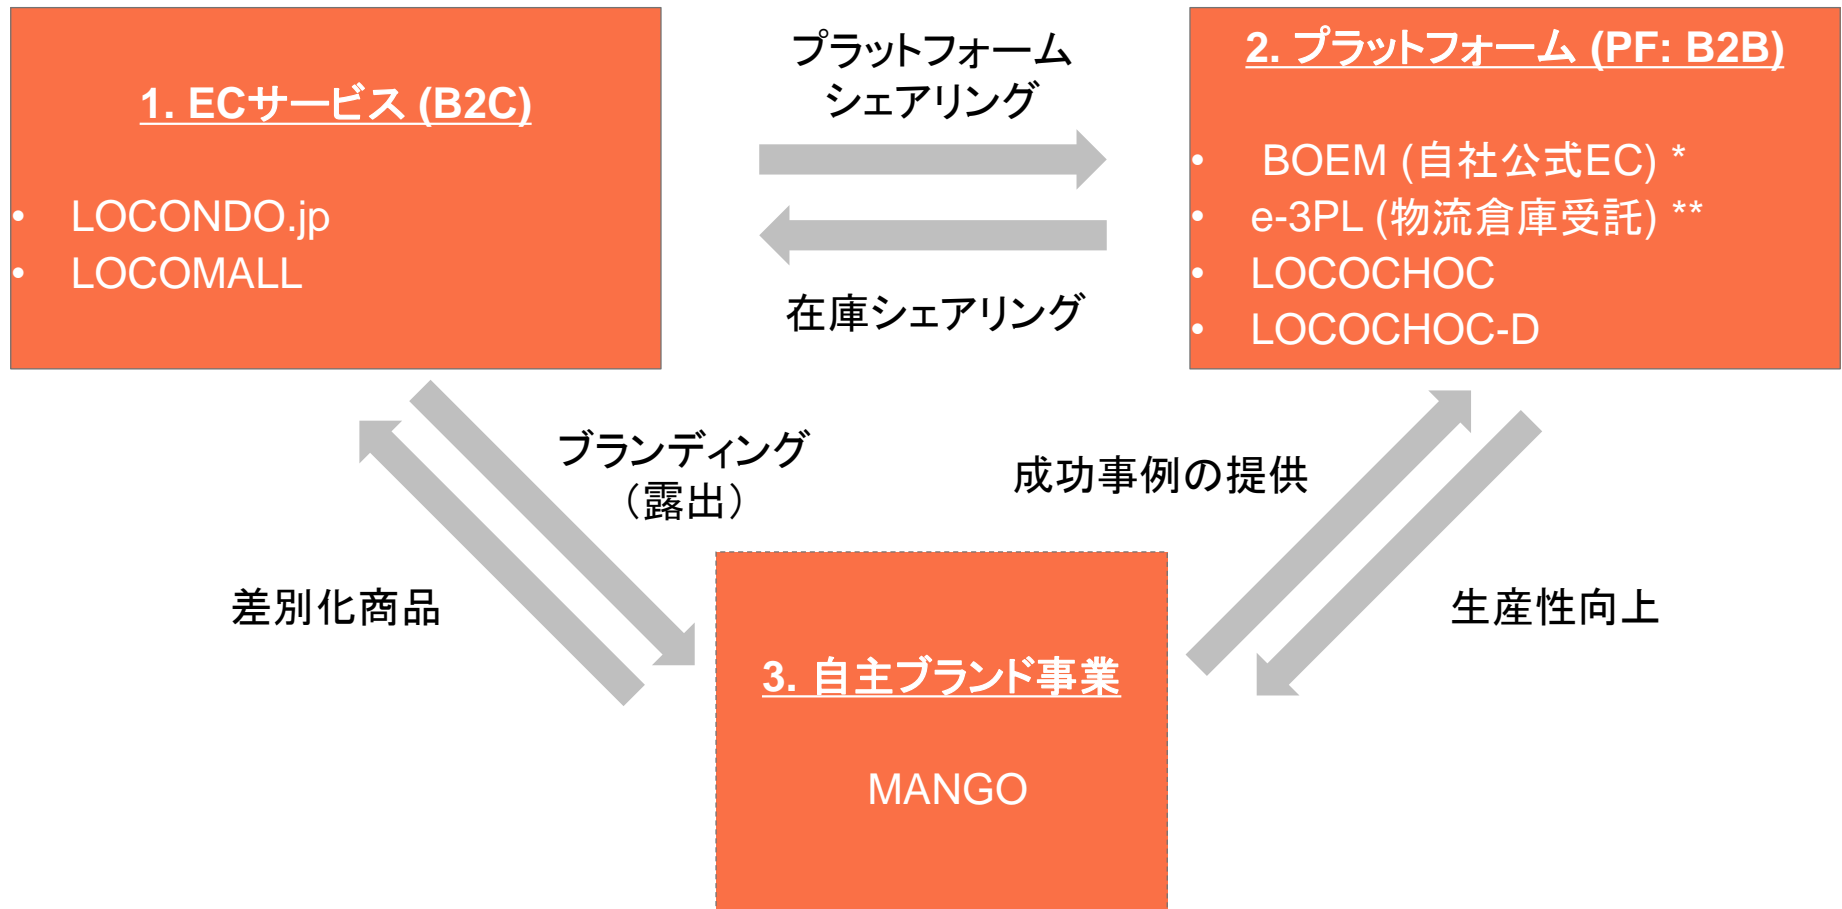 1. ECサービス (B2C)
• LOCONDO.jp
• LOCOMALL
プラットフォーム
シェアリング
在庫シェアリング
2. プラットフォーム (PF: B2B)
• BOEM (自社公式EC) *
• e-3PL (物流倉庫受託) **
• LOCOCHOC
• LOCOCHOC-D
ブランディング
（露出）
差別化商品
成功事例の提供
生産性向上
3. 自主ブランド事業
MANGO